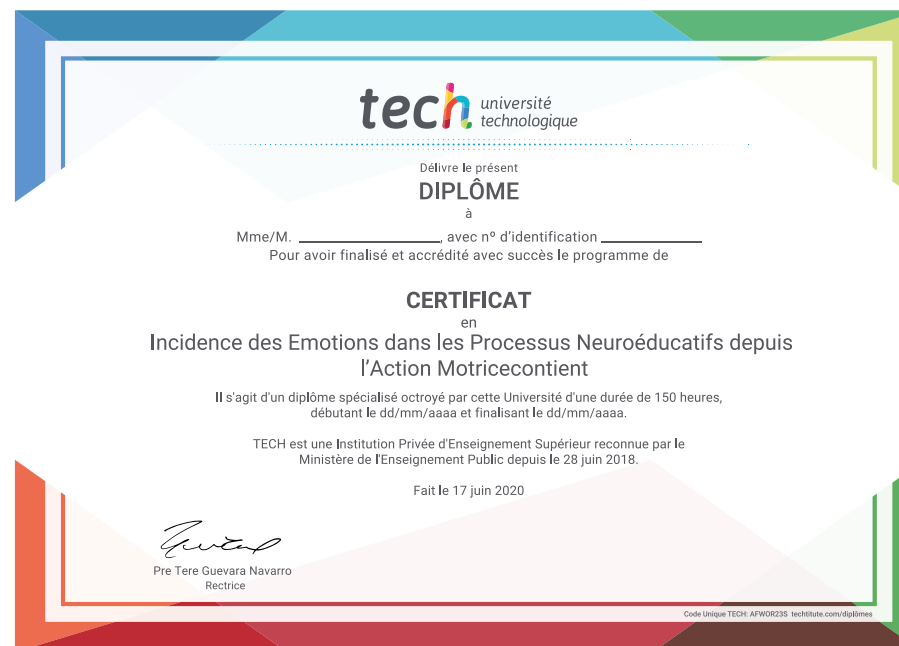 tech université
technologique
Délivre le présent
DIPLÔME
à
Mme/M. ____________________, avec nº d'identification ______________
Pour avoir finalisé et accrédité avec succès le programme de
CERTIFICAT
en
Incidence des Emotions dans les Processus Neuroéducatifs depuis
l'Action Motricecontient
Il s'agit d'un diplôme spécialisé octroyé par cette Université d'une durée de 150 heures,
débutant le dd/mm/aaaa et finalisant le dd/mm/aaaa.
TECH est une Institution Privée d'Enseignement Supérieur reconnue par le
Ministère de l'Enseignement Public depuis le 28 juin 2018.
Fait le 17 juin 2020
Pre Tere Guevara Navarro
Rectrice
Code Unique TECH: AFWOR23S techtitute.com/diplômes